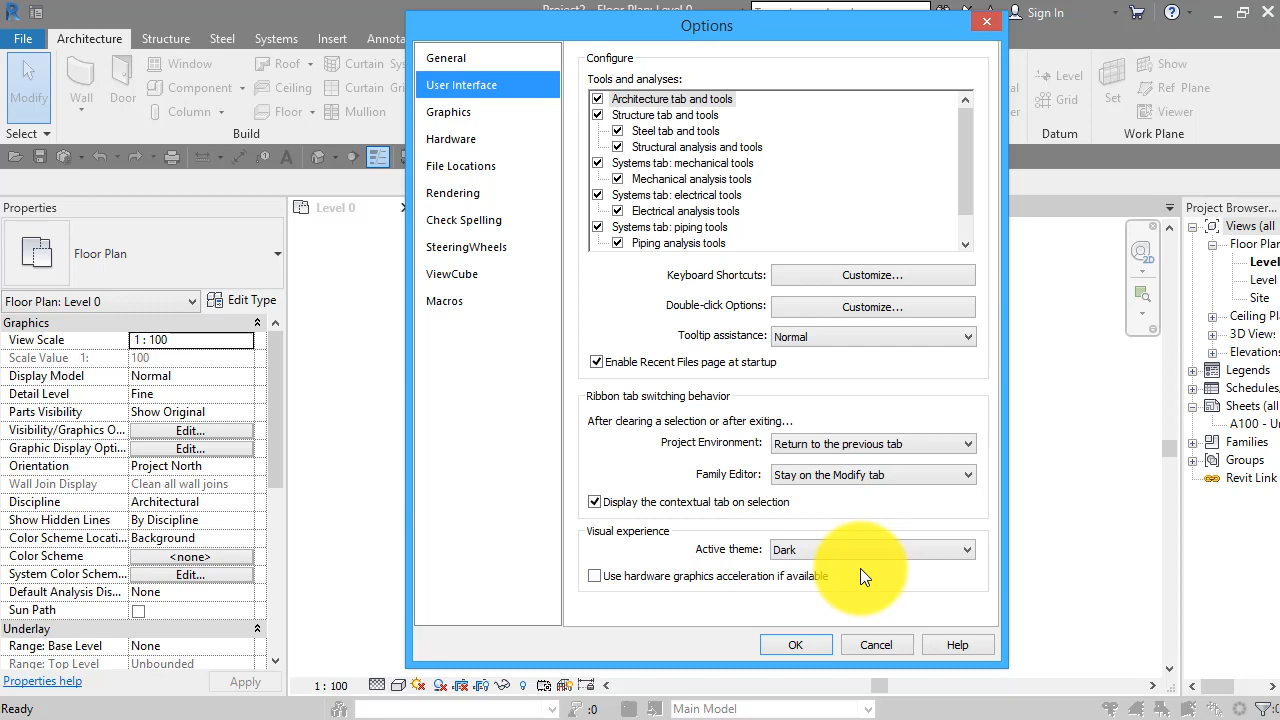 Project2 - Floor Plan: Level 0
Sign In
File
Architecture
Structure
Steel
Systems
Insert
Annota
Modify
Wall
Door
Window
Component
Column
Roof
Ceiling
Floor
Curtain
Curtain Gr
Mullion
Level
Grid
Set
Show
Ref Plane
Viewer
Select
Build
Datum
Work Plane
Options
General
User Interface
Graphics
Hardware
File Locations
Rendering
Check Spelling
SteeringWheels
ViewCube
Macros
Configure
Tools and analyses:
Architecture tab and tools
Structure tab and tools
Steel tab and tools
Structural analysis and tools
Systems tab: mechanical tools
Mechanical analysis tools
Systems tab: electrical tools
Electrical analysis tools
Systems tab: piping tools
Piping analysis tools
Keyboard Shortcuts: Customize...
Double-click Options: Customize...
Tooltip assistance: Normal
Enable Recent Files page at startup
Ribbon tab switching behavior
After clearing a selection or after exiting...
Project Environment: Return to the previous tab
Family Editor: Stay on the Modify tab
Display the contextual tab on selection
Visual experience
Active theme: Dark
Use hardware graphics acceleration if available
OK
Cancel
Help
Properties
Floor Plan
Floor Plan: Level 0
Edit Type
Graphics
View Scale 1 : 100
Scale Value 1: 100
Display Model Normal
Detail Level Fine
Parts Visibility Show Original
Visibility/Graphics O... Edit...
Graphic Display Opti... Edit...
Orientation Project North
Wall Join Display Clean all wall joins
Discipline Architectural
Show Hidden Lines By Discipline
Color Scheme Locati... Background
Color Scheme <none>
System Color Schem... Edit...
Default Analysis Dis... None
Sun Path
Underlay
Range: Base Level None
Range: Top Level Unbounded
Properties help
Apply
Level 0
2D
Project Browser...
Views (all
Floor Plan
Level
Level
Site
Ceiling Pl
3D View
Elevations
Legends
Schedules,
Sheets (all
A100 - Un
Families
Groups
Revit Link
1 : 100
Ready
:0
Main Model
:0